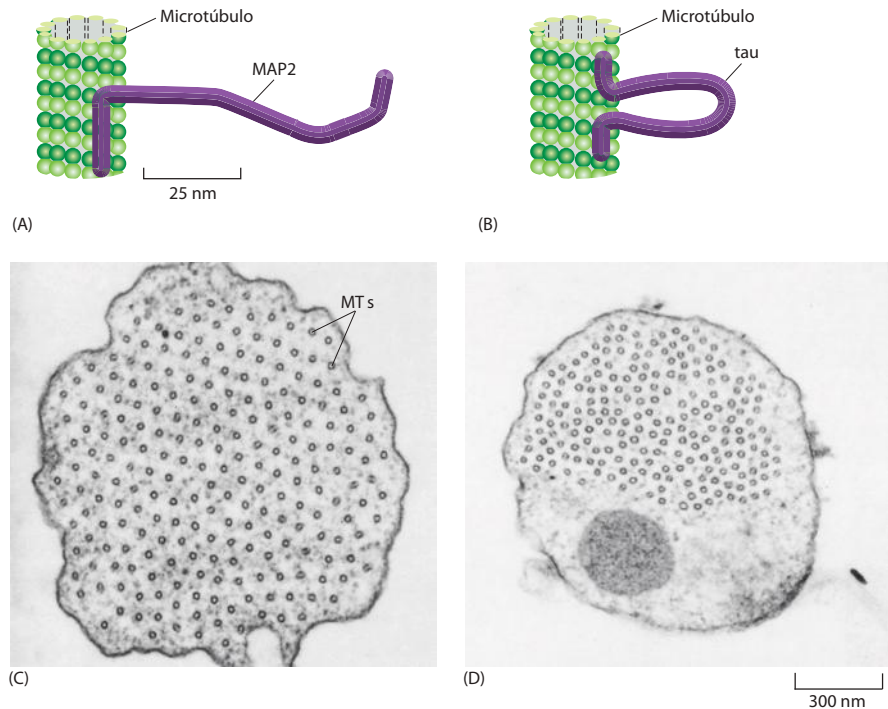 Microtúbulo
MAP2
25 nm
(A)
Microtúbulo
tau
(B)
MT s
(C)
(D)
300 nm